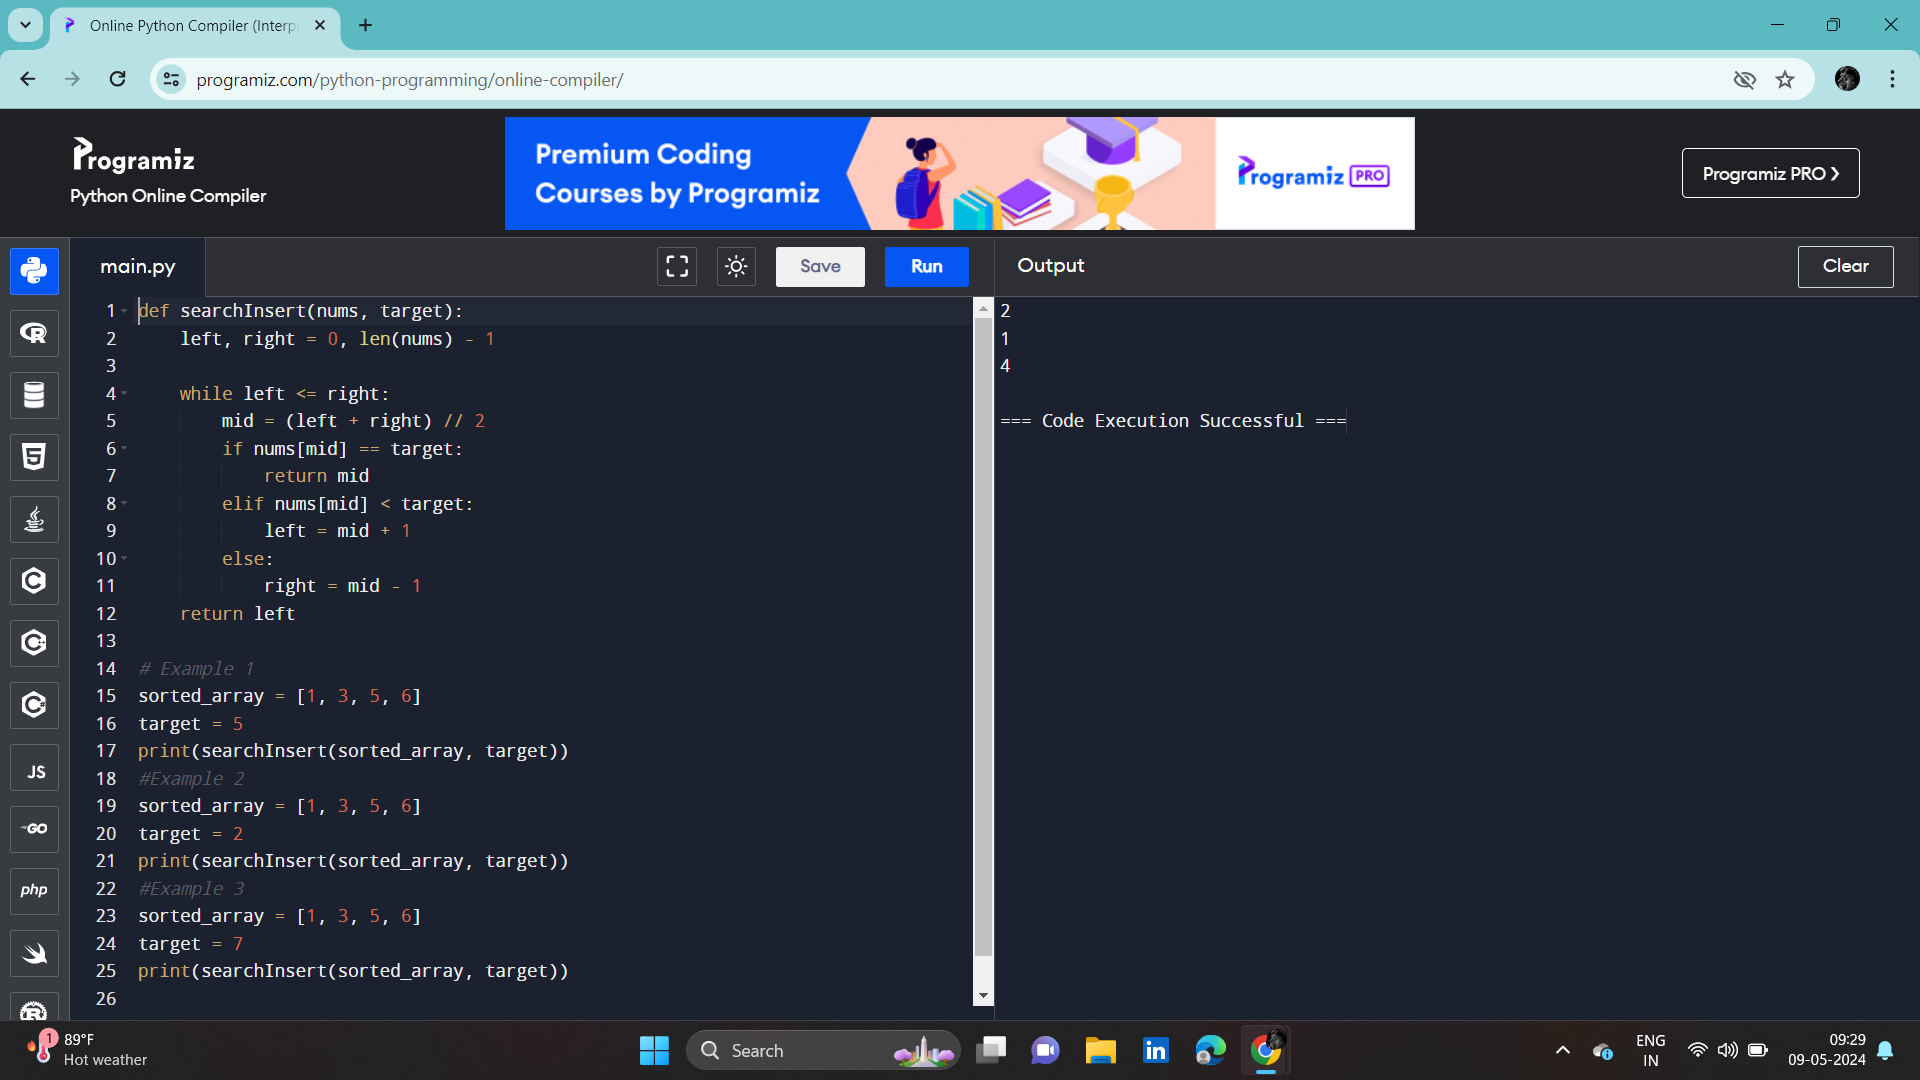 Online Python Compiler (Interp
programiz.com/python-programming/online-compiler/
Programiz
Python Online Compiler
Premium Coding
Courses by Programiz
Programiz PRO
Programiz PRO ❯
main.py
Save
Run
Output
Clear
1 def searchInsert(nums, target):
2     left, right = 0, len(nums) - 1
3
4     while left <= right:
5         mid = (left + right) // 2
6         if nums[mid] == target:
7             return mid
8         elif nums[mid] < target:
9             left = mid + 1
10         else:
11             right = mid - 1
12     return left
13
14 # Example 1
15 sorted_array = [1, 3, 5, 6]
16 target = 5
17 print(searchInsert(sorted_array, target))
18 #Example 2
19 sorted_array = [1, 3, 5, 6]
20 target = 2
21 print(searchInsert(sorted_array, target))
22 #Example 3
23 sorted_array = [1, 3, 5, 6]
24 target = 7
25 print(searchInsert(sorted_array, target))
26
2
1
4
=== Code Execution Successful ===
R
5
C
C++
C#
JS
GO
php
R
1
89°F
Hot weather
Search
in
ENG
IN
09:29
09-05-2024